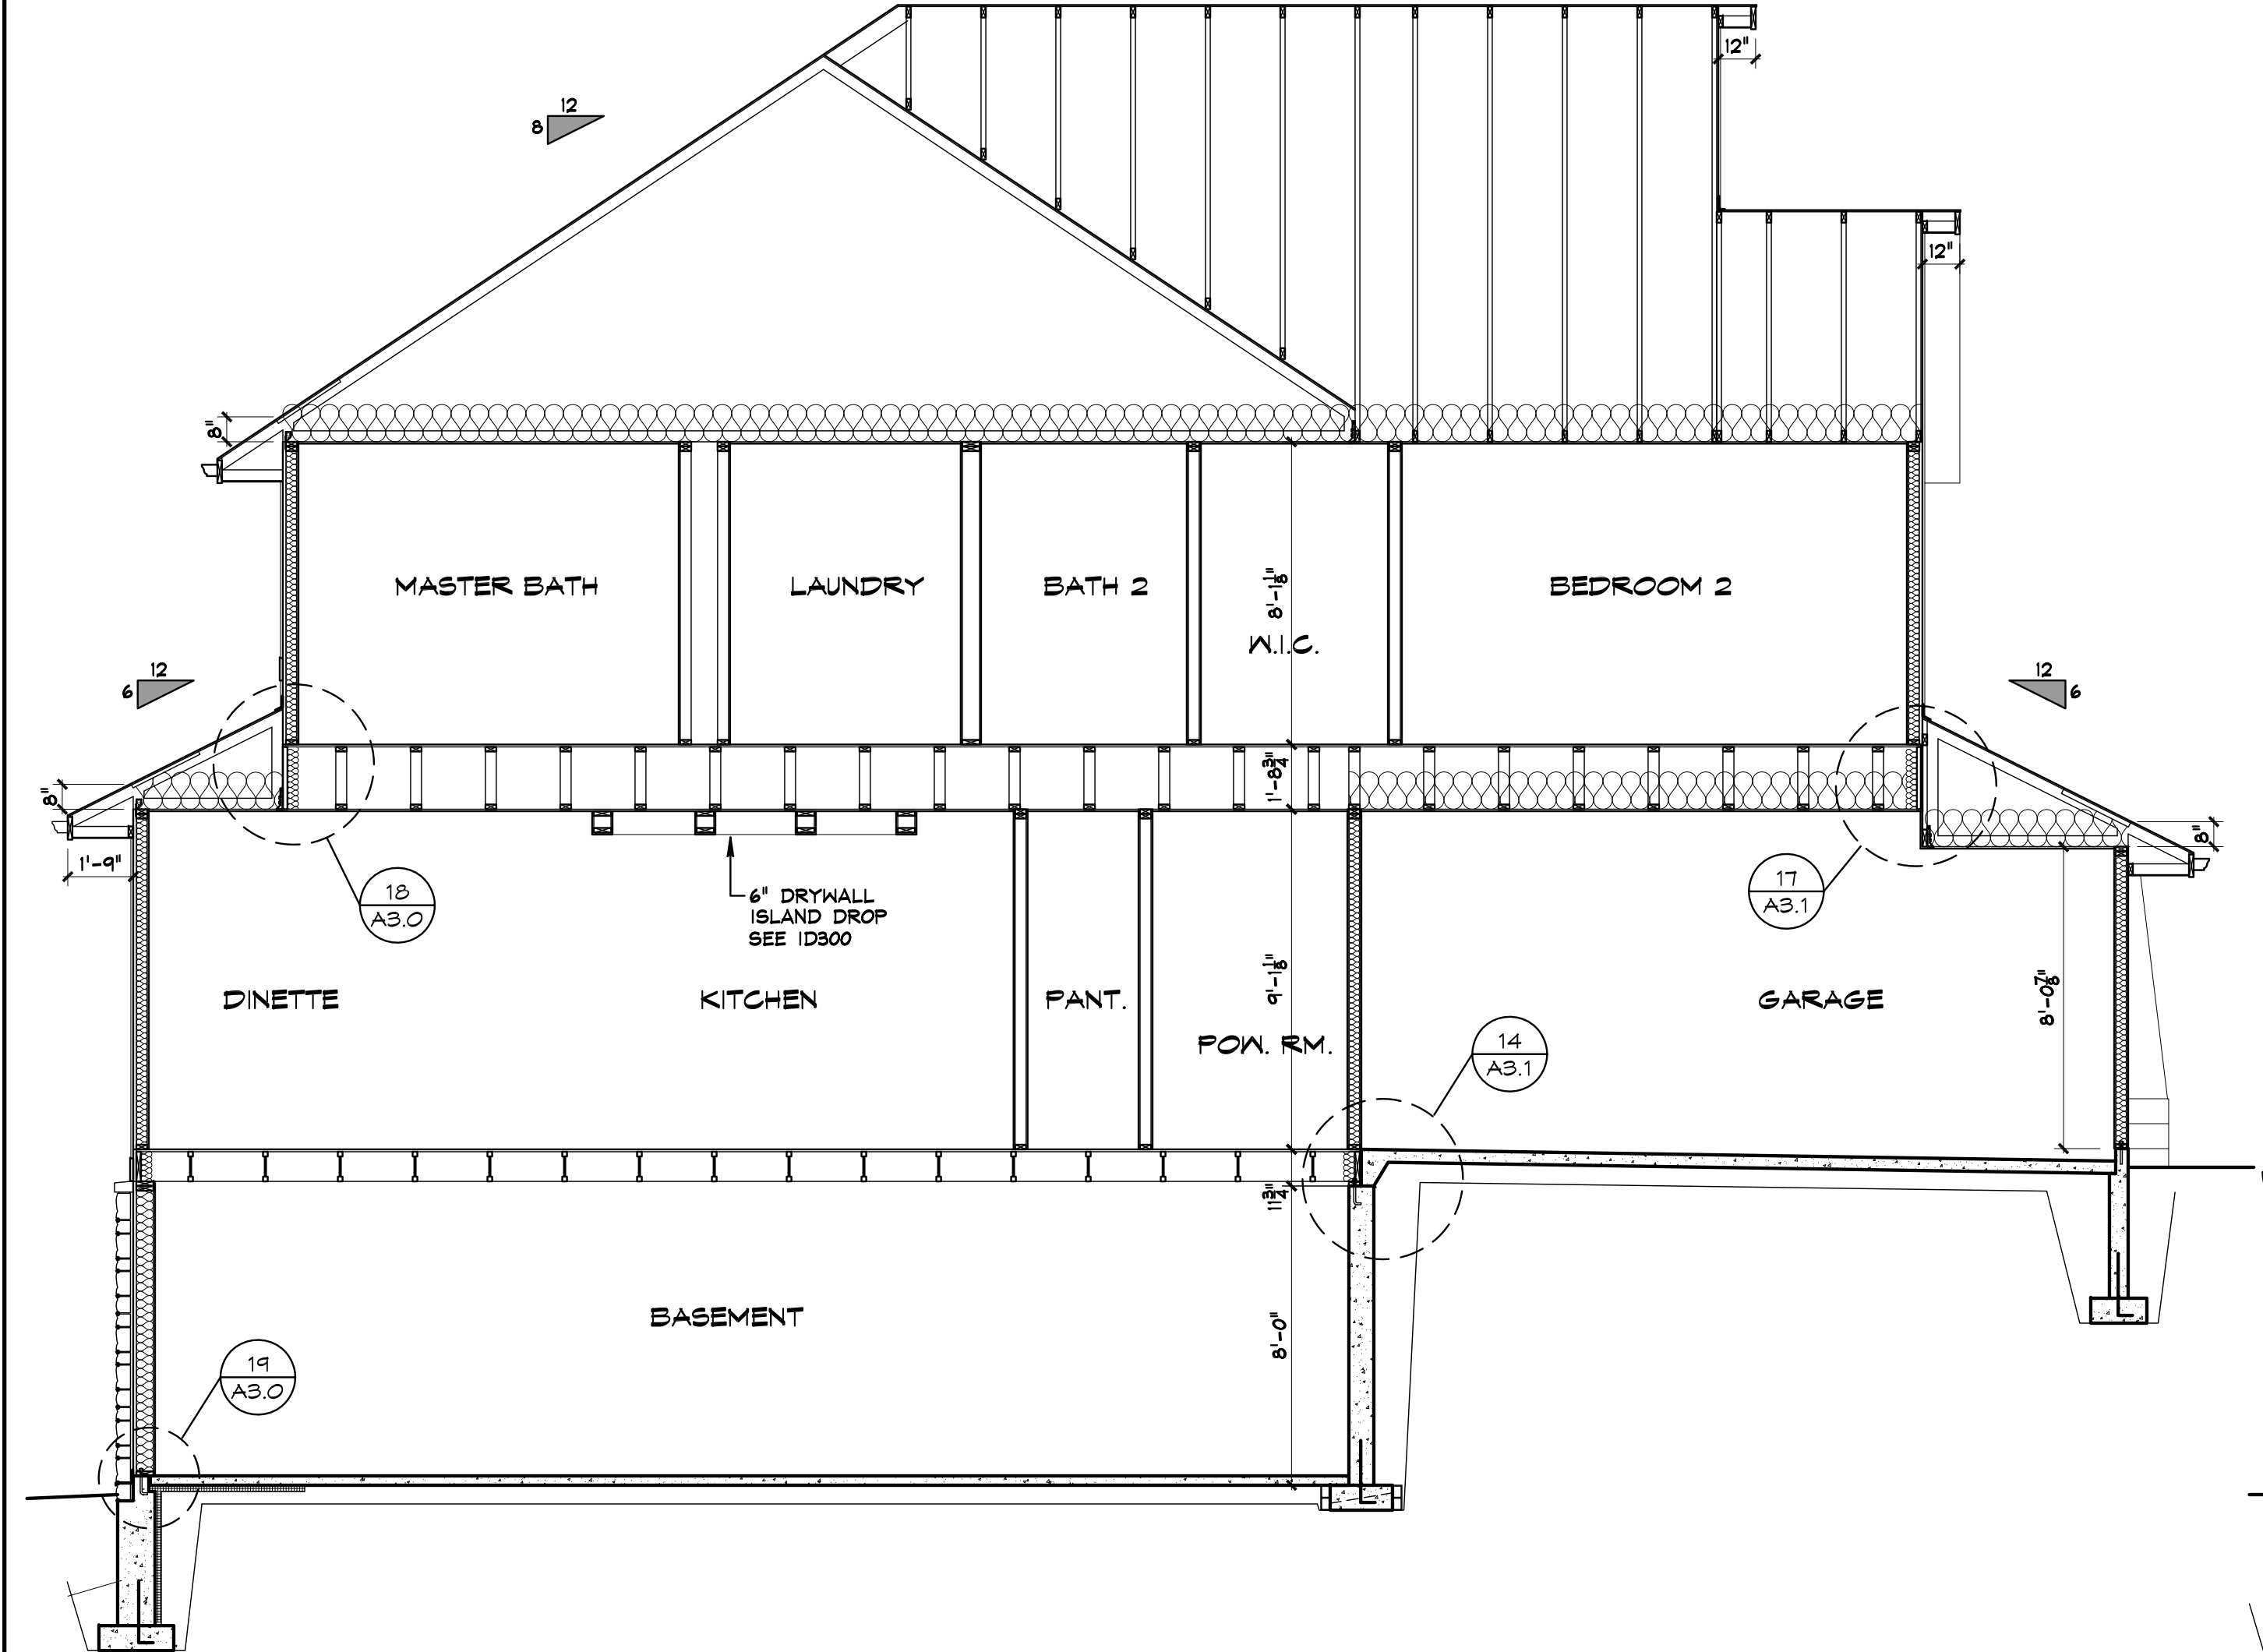 12"
12
8
12"
8"
MASTER BATH
LAUNDRY
BATH 2
8'-1 1/8"
W.I.C.
BEDROOM 2
12
6
12
6
1'-8 3/4"
8"
8"
1'-9"
18
A3.0
6" DRYWALL
ISLAND DROP
SEE ID300
17
A3.1
DINETTE
KITCHEN
PANT.
9'-1 1/8"
GARAGE
8'-0 7/8"
POW. RM.
14
A3.1
11 3/4"
BASEMENT
8'-0"
19
A3.0